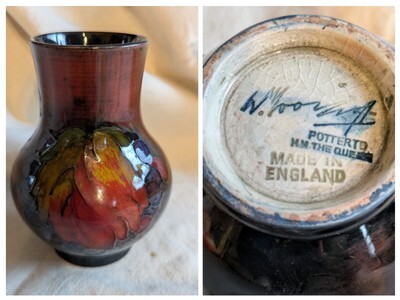 W. Moorcroft
POTTER TO
H.M. THE QUEEN
MADE IN
ENGLAND